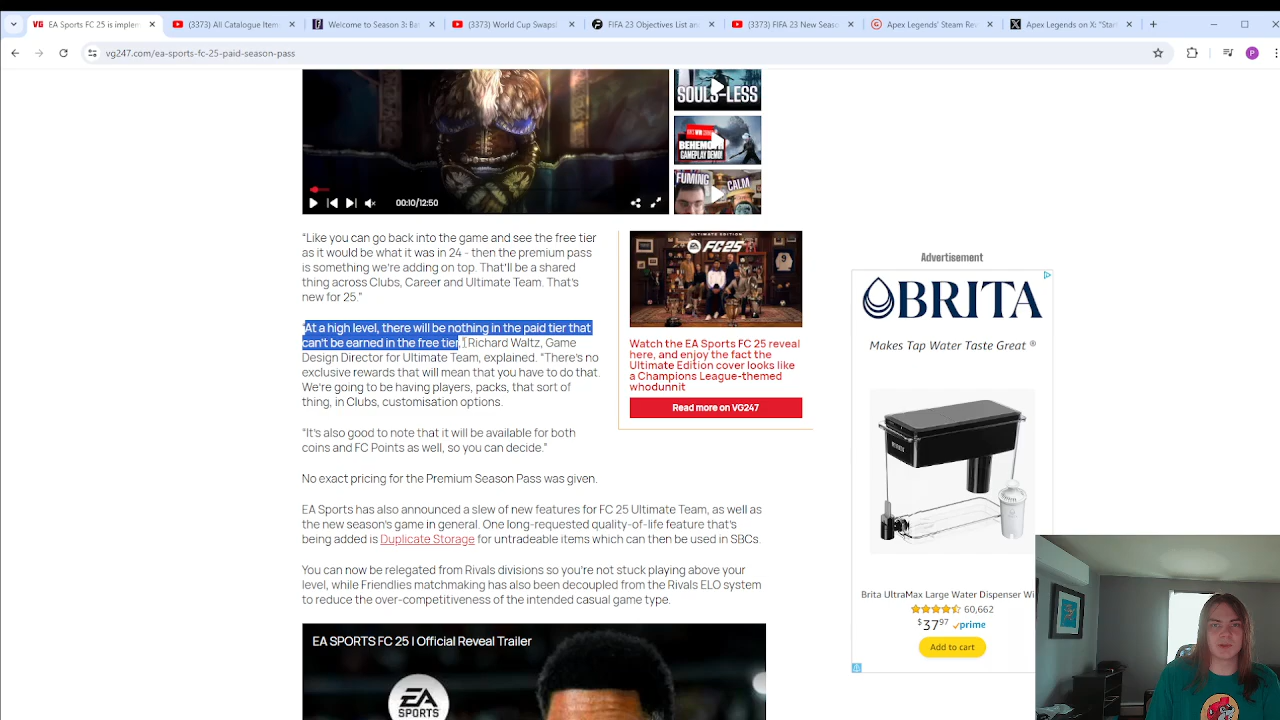 EA Sports FC 25 is implem
(3373) All Catalogue Item
Welcome to Season 3: Bat
(3373) World Cup Swaps
FIFA 23 Objectives List an
(3373) FIFA 23 New Seas
Apex Legends' Steam Re
Apex Legends on X: "Star
vg247.com/ea-sports-fc-25-paid-season-pass
P
SOULS-LESS
BEHEMOTH
GAMEPLAY DEMO!
FUMING
CALM
00:10/12:50
“Like you can go back into the game and see the free tier
as it would be what it was in 24 - then the premium pass
is something we’re adding on top. That’ll be a shared
thing across Clubs, Career and Ultimate Team. That’s
new for 25.”
“At a high level, there will be nothing in the paid tier that
can’t be earned in the free tier,” Richard Waltz, Game
Design Director for Ultimate Team, explained. “There’s no
exclusive rewards that will mean that you have to do that.
We’re going to be having players, packs, that sort of
thing, in Clubs, customisation options.
“It’s also good to note that it will be available for both
coins and FC Points as well, so you can decide.”
No exact pricing for the Premium Season Pass was given.
EA Sports has also announced a slew of new features for FC 25 Ultimate Team, as well as
the new season’s game in general. One long-requested quality-of-life feature that’s
being added is Duplicate Storage for untradeable items which can then be used in SBCs.
You can now be relegated from Rivals divisions so you’re not stuck playing above your
level, while Friendlies matchmaking has also been decoupled from the Rivals ELO system
to reduce the over-competitiveness of the intended casual game type.
EA SPORTS FC 25 | Official Reveal Trailer
EA
SPORTS
ULTIMATE EDITION
FC25
Watch the EA Sports FC 25 reveal
here, and enjoy the fact the
Ultimate Edition cover looks like
a Champions League-themed
whodunnit
Read more on VG247
Advertisement
BRITA
Makes Tap Water Taste Great ®
Brita UltraMax Large Water Dispenser Wi
60,662
$37.97 prime
Add to cart